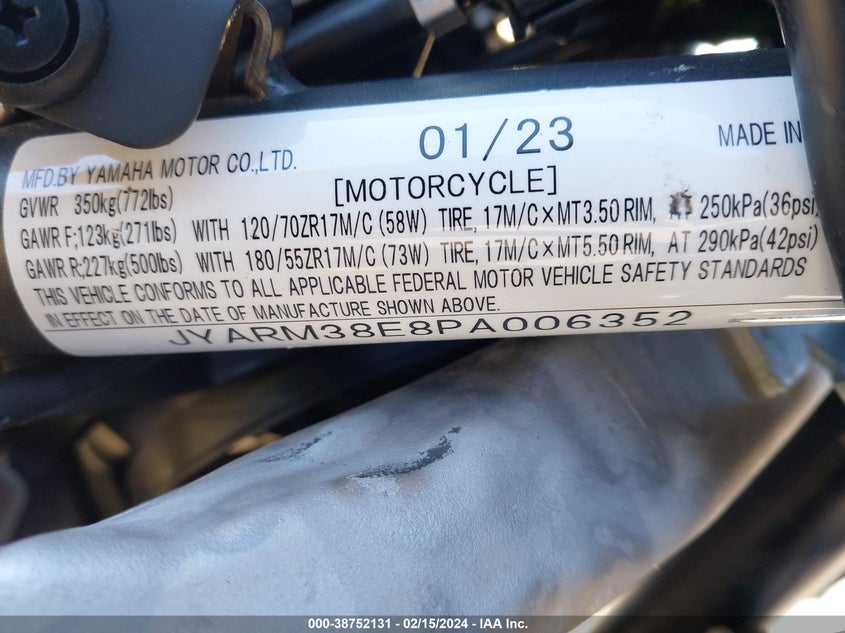 01/23
MFD.BY YAMAHA MOTOR CO.,LTD.
MADE IN
[MOTORCYCLE]
GVWR 350kg(772lbs)
GAWR F;123kg(271lbs) WITH 120/70ZR17M/C (58W) TIRE, 17M/C×MT3.50 RIM, AT 250kPa(36psi)
GAWR R;227kg(500lbs) WITH 180/55ZR17M/C (73W) TIRE, 17M/C×MT5.50 RIM, AT 290kPa(42psi)
THIS VEHICLE CONFORMS TO ALL APPLICABLE FEDERAL MOTOR VEHICLE SAFETY STANDARDS
IN EFFECT ON THE DATE OF MANUFACTURE SHOWN ABOVE.
JYARM38E8PA006352
000-38752131 - 02/15/2024 - IAA Inc.